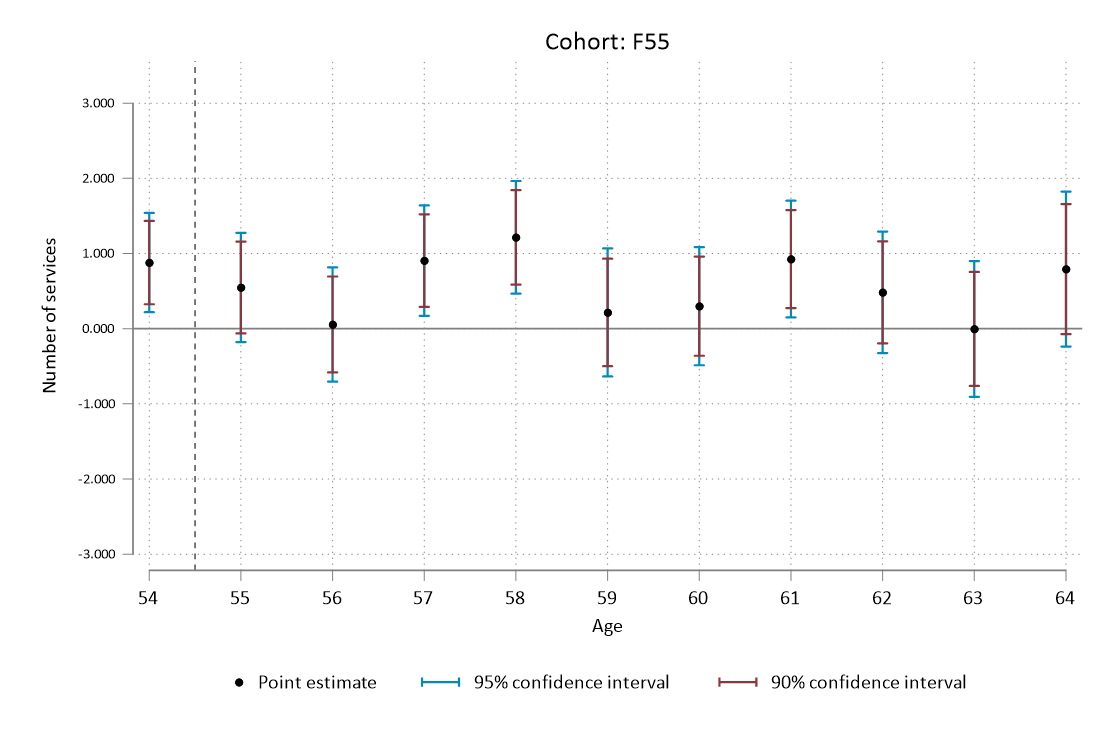 Cohort: F55
Number of services
3.000
2.000
1.000
0.000
-1.000
-2.000
-3.000
54 55 56 57 58 59 60 61 62 63 64
Age
Point estimate 95% confidence interval 90% confidence interval